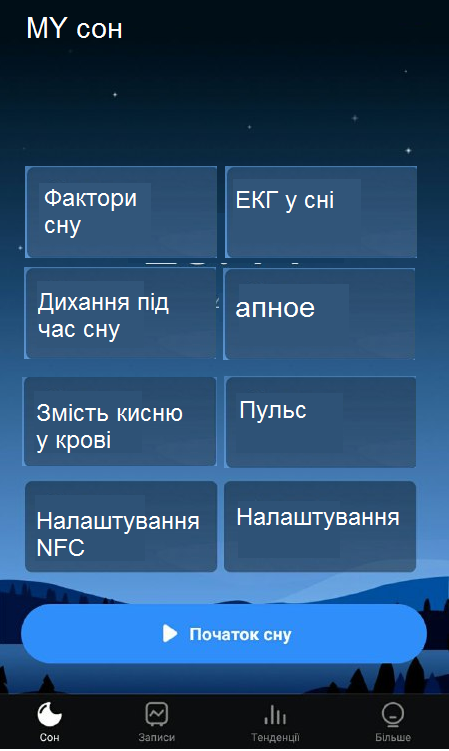 MY сон
Фактори
сну
ЕКГ у сні
Дихання під
час сну
апное
Змість кисню
у крові
Пульс
Налаштування
NFC
Налаштування
Початок сну
Сон
Записи
Тенденції
Більше